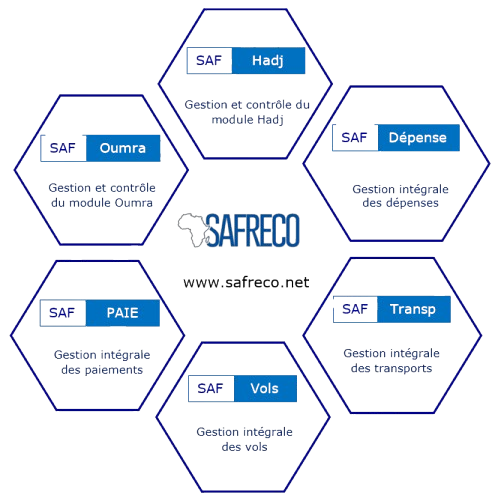 SAF Hadj
Gestion et contrôle du
module Hadj
SAF Oumra
Gestion et contrôle
du module Oumra
SAF Dépense
Gestion intégrale
des dépenses
SAFRECO
www.safreco.net
SAF PAIE
Gestion intégrale
des paiements
SAF Transp
Gestion intégrale
des transports
SAF Vols
Gestion intégrale
des vols